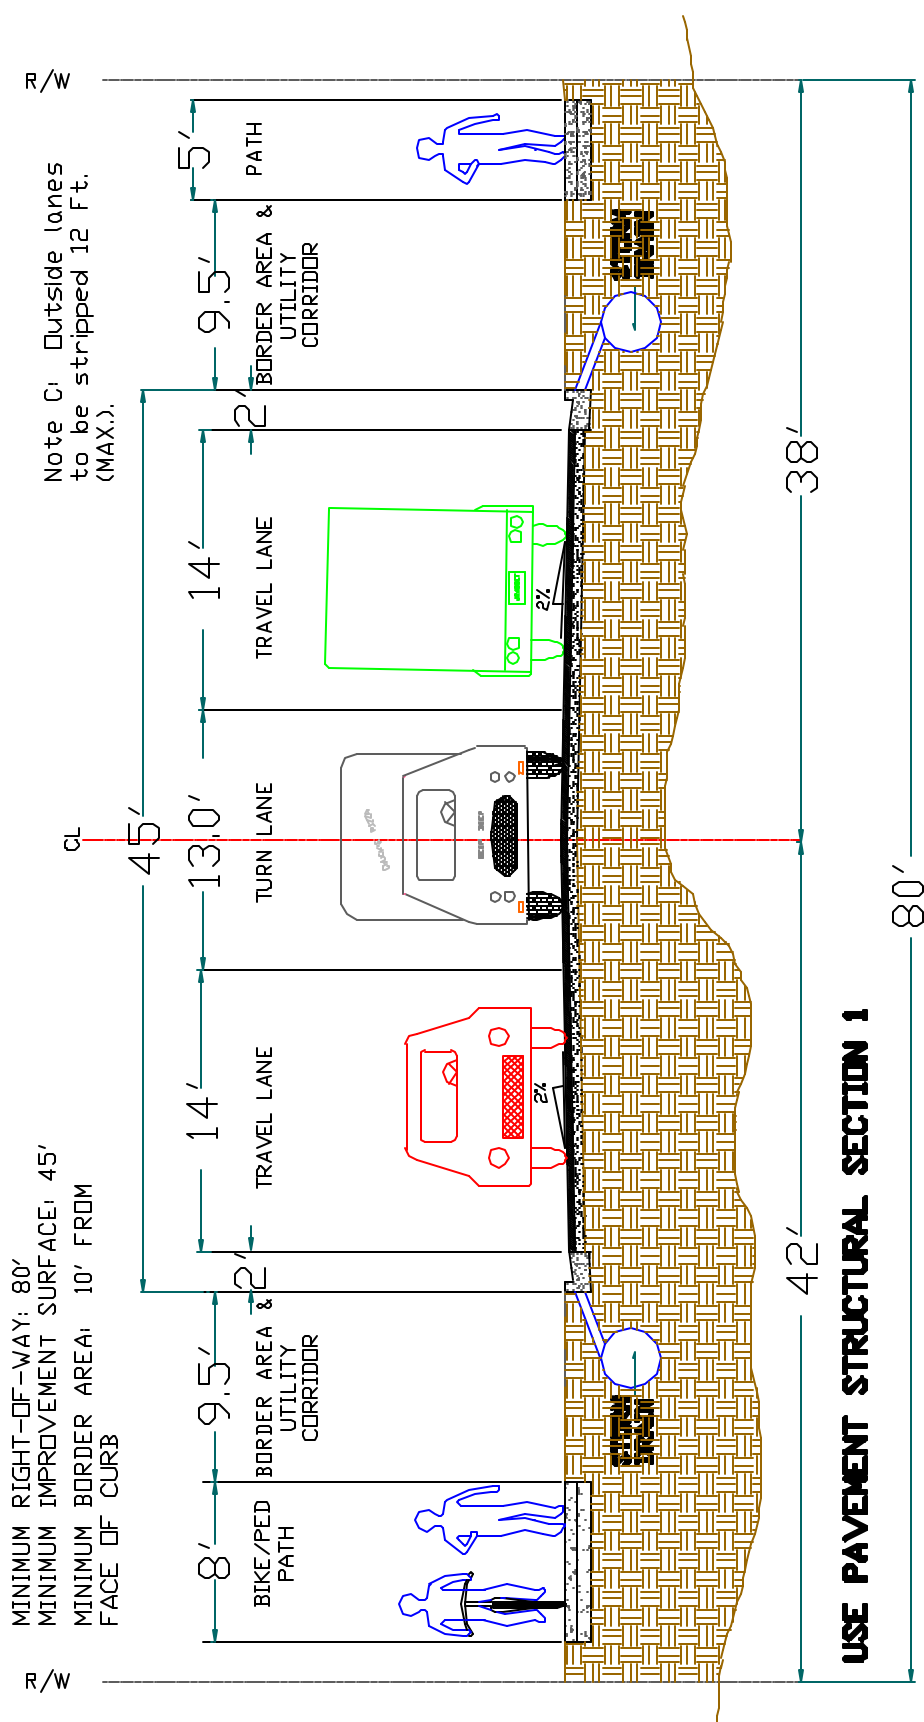 MINIMUM RIGHT-OF-WAY: 80'
MINIMUM IMPROVEMENT SURFACE: 45'
MINIMUM BORDER AREA: 10' FROM
FACE OF CURB
Note C: Outside lanes
to be stripped 12 Ft.
(MAX.).
R/W
CL
R/W
45'
8'
9.5'
2'
14'
13.0'
14'
2'
9.5'
5'
BIKE/PED
PATH
BORDER AREA &
UTILITY
CORRIDOR
TRAVEL LANE
TURN LANE
TRAVEL LANE
BORDER AREA &
UTILITY
CORRIDOR
PATH
2%
2%
42'
38'
USE PAVEMENT STRUCTURAL SECTION 1
80'